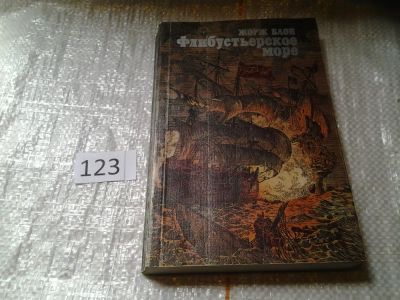 ЖОРЖ БЛОН
Флибустьерское
море
123